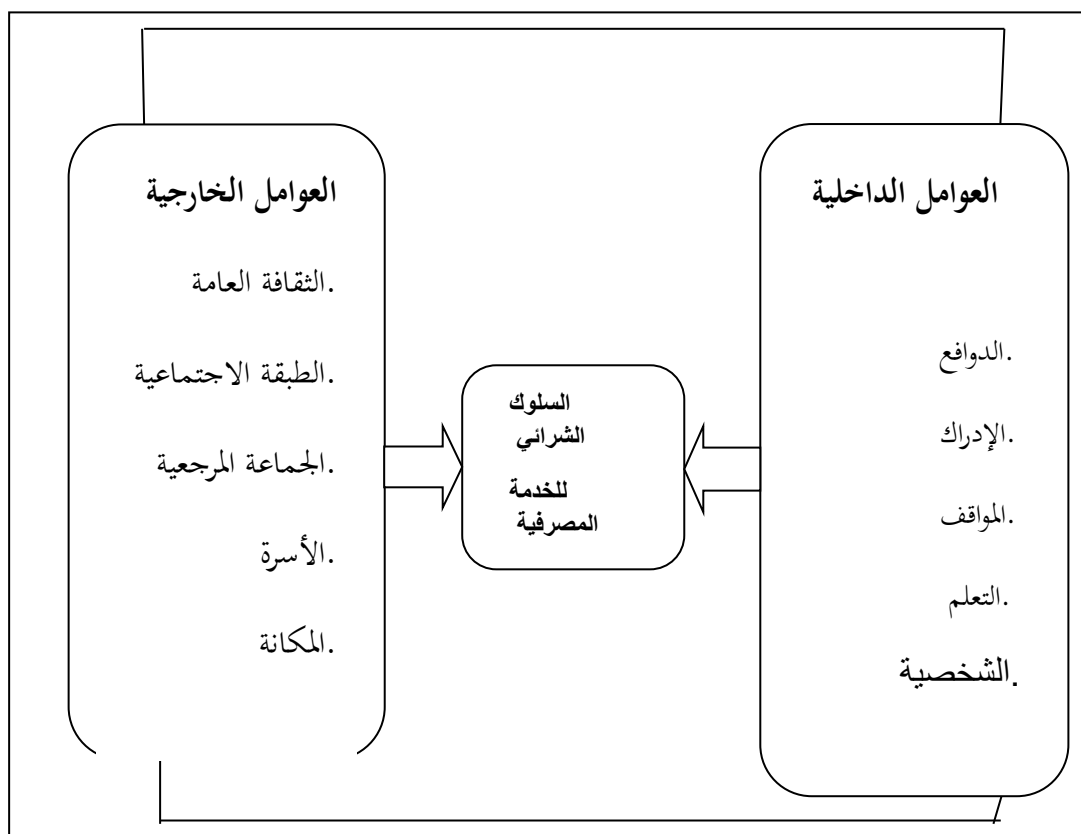 العوامل الداخلية
.الدوافع
.الإدراك
.المواقف
.التعلم
.الشخصية
السلوك
الشرائي
للخدمة
المصرفية
العوامل الخارجية
.الثقافة العامة
.الطبقة الاجتماعية
.الجماعة المرجعية
.الأسرة
.المكانة